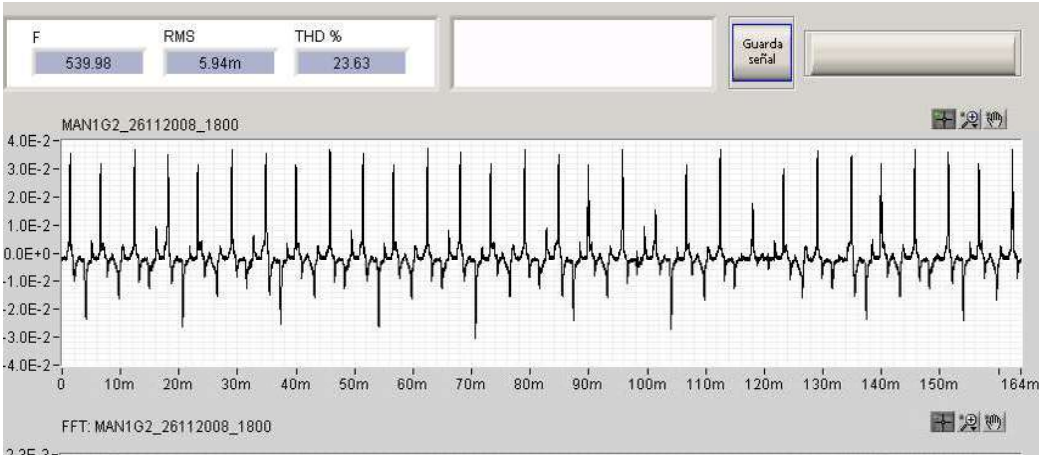 F RMS THD %
539.98 5.94m 23.63
Guarda
señal
MAN1G2_26112008_1800
4.0E-2
3.0E-2
2.0E-2
1.0E-2
0.0E+0
-1.0E-2
-2.0E-2
-3.0E-2
-4.0E-2
0 10m 20m 30m 40m 50m 60m 70m 80m 90m 100m 110m 120m 130m 140m 150m 164m
FFT: MAN1G2_26112008_1800